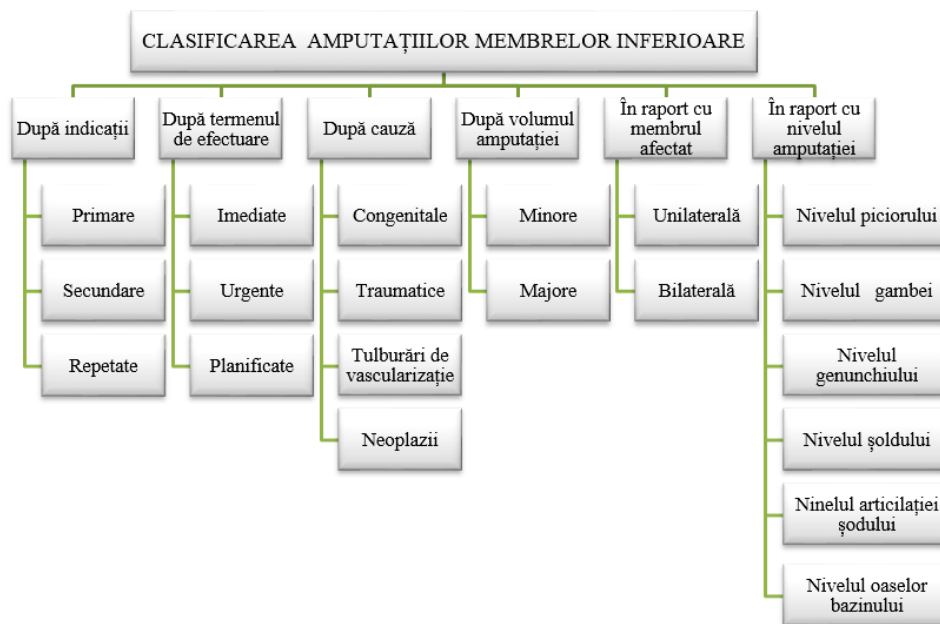 CLASIFICAREA AMPUTAȚIILOR MEMBRELOR INFERIOARE
După indicații
Primare
Secundare
Repetate
După termenul
de efectuare
Imediate
Urgente
Planificate
După cauză
Congenitale
Traumatice
Tulburări de
vascularizație
Neoplazii
După volumul
amputației
Minore
Majore
În raport cu
membrul
afectat
Unilaterală
Bilaterală
În raport cu
nivelul
amputației
Nivelul piciorului
Nivelul gambei
Nivelul
genunchiului
Nivelul șoldului
Ninelul articilației
șodului
Nivelul oaselor
bazinului